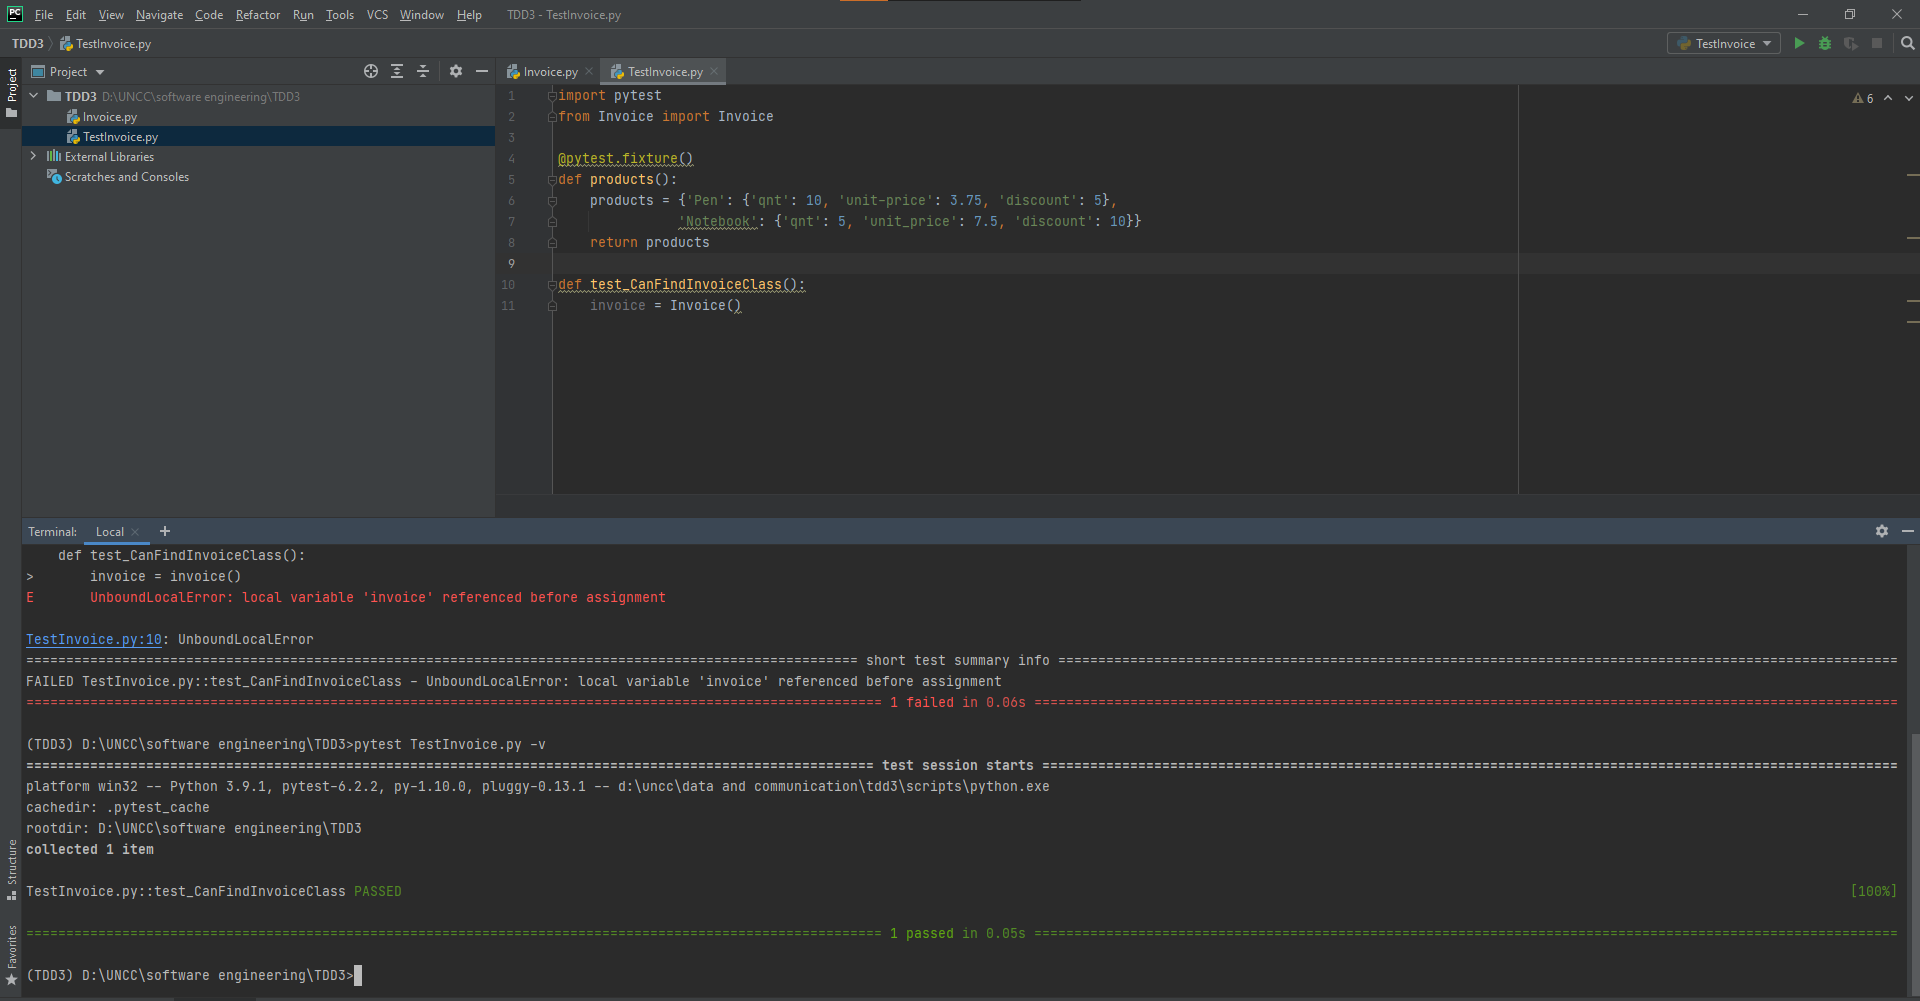 PC File Edit View Navigate Code Refactor Run Tools VCS Window Help TDD3 - TestInvoice.py
TDD3 TestInvoice.py TestInvoice
Project
Project
TDD3 D:\UNCC\software engineering\TDD3
Invoice.py
TestInvoice.py
External Libraries
Scratches and Consoles
Invoice.py TestInvoice.py
6
1 import pytest
2 from Invoice import Invoice
3
4 @pytest.fixture()
5 def products():
6 products = {'Pen': {'qnt': 10, 'unit-price': 3.75, 'discount': 5},
7 'Notebook': {'qnt': 5, 'unit_price': 7.5, 'discount': 10}}
8 return products
9
10 def test_CanFindInvoiceClass():
11 invoice = Invoice()
Terminal: Local +
def test_CanFindInvoiceClass():
> invoice = invoice()
E UnboundLocalError: local variable 'invoice' referenced before assignment
TestInvoice.py:10: UnboundLocalError
short test summary info
FAILED TestInvoice.py::test_CanFindInvoiceClass - UnboundLocalError: local variable 'invoice' referenced before assignment
1 failed in 0.06s
(TDD3) D:\UNCC\software engineering\TDD3>pytest TestInvoice.py -v
test session starts
platform win32 -- Python 3.9.1, pytest-6.2.2, py-1.10.0, pluggy-0.13.1 -- d:\uncc\data and communication\tdd3\scripts\python.exe
cachedir: .pytest_cache
rootdir: D:\UNCC\software engineering\TDD3
collected 1 item
TestInvoice.py::test_CanFindInvoiceClass PASSED [100%]
1 passed in 0.05s
(TDD3) D:\UNCC\software engineering\TDD3>
Structure
Favorites